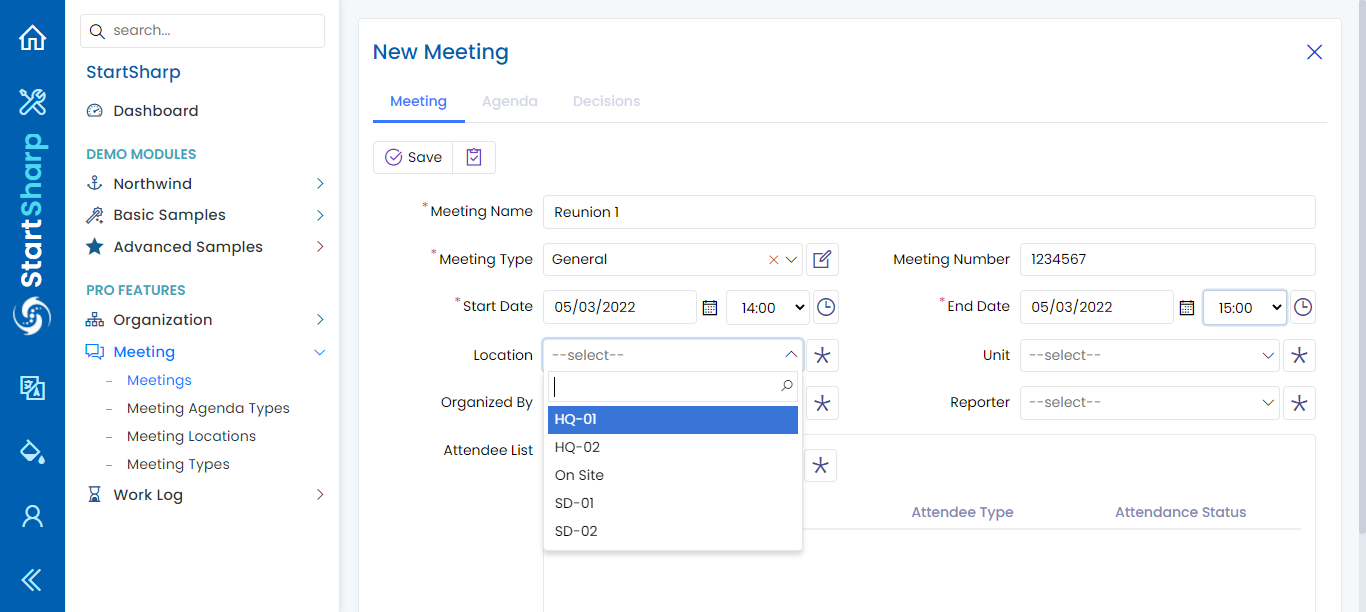 search...
StartSharp
StartSharp
Dashboard
DEMO MODULES
Northwind
Basic Samples
Advanced Samples
PRO FEATURES
Organization
Meeting
Meetings
Meeting Agenda Types
Meeting Locations
Meeting Types
Work Log
New Meeting
Meeting Agenda Decisions
Save
*Meeting Name Reunion 1
*Meeting Type General Meeting Number 1234567
*Start Date 05/03/2022 14:00 *End Date 05/03/2022 15:00
Location --select-- Unit --select--
Organized By Reporter --select--
HQ-01
HQ-02
On Site
SD-01
SD-02
Attendee List
Attendee Type Attendance Status